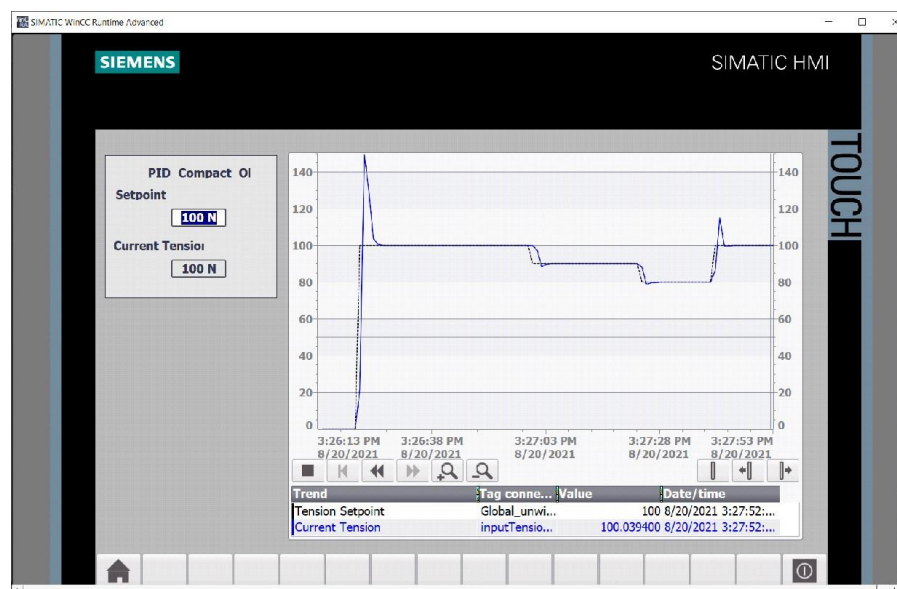 SIMATIC WinCC Runtime Advanced
SIEMENS
SIMATIC HMI
TOUCH
PID Compact OI
Setpoint
100 N
Current Tension
100 N
140
120
100
80
60
40
20
0
140
120
100
80
60
40
20
0
3:26:13 PM 3:26:38 PM 3:27:03 PM 3:27:28 PM 3:27:53 PM
8/20/2021 8/20/2021 8/20/2021 8/20/2021 8/20/2021
Trend Tag conne... Value Date/time
Tension Setpoint Global_unwi... 100 8/20/2021 3:27:52:...
Current Tension inputTensio... 100.039400 8/20/2021 3:27:52:...